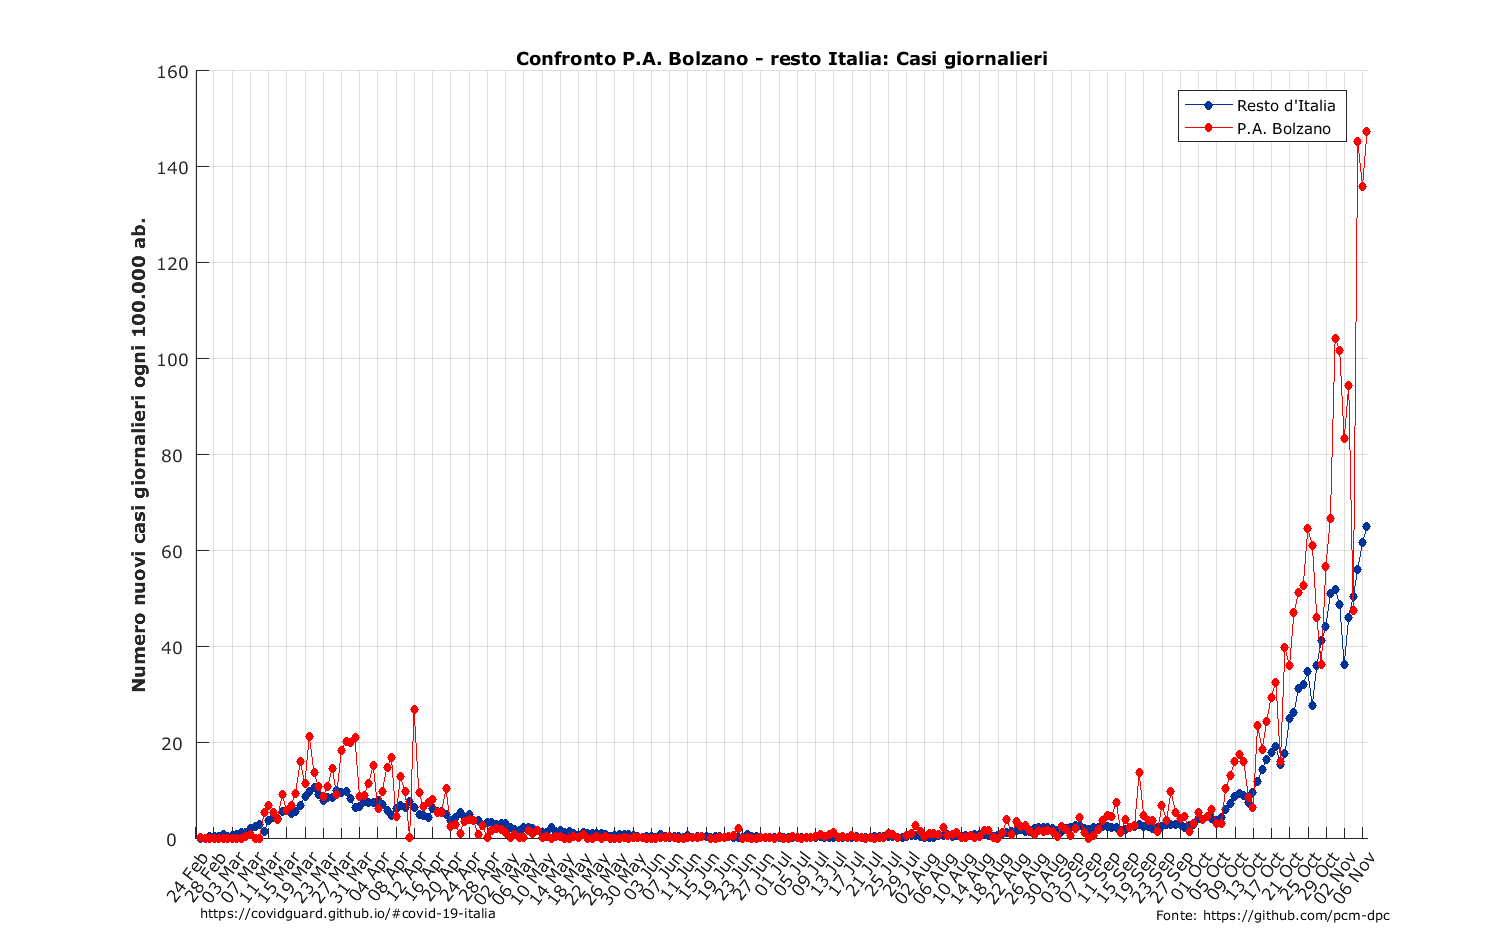 Confronto P.A. Bolzano - resto Italia: Casi giornalieri
Resto d'Italia
P.A. Bolzano
Numero nuovi casi giornalieri ogni 100.000 ab.
160
140
120
100
80
60
40
20
0
24 Feb
28 Feb
03 Mar
07 Mar
11 Mar
15 Mar
19 Mar
23 Mar
27 Mar
31 Mar
04 Apr
08 Apr
12 Apr
16 Apr
20 Apr
24 Apr
28 Apr
02 May
06 May
10 May
14 May
18 May
22 May
26 May
30 May
03 Jun
07 Jun
11 Jun
15 Jun
19 Jun
23 Jun
27 Jun
01 Jul
05 Jul
09 Jul
13 Jul
17 Jul
21 Jul
25 Jul
29 Jul
02 Aug
06 Aug
10 Aug
14 Aug
18 Aug
22 Aug
26 Aug
30 Aug
03 Sep
07 Sep
11 Sep
15 Sep
19 Sep
23 Sep
27 Sep
01 Oct
05 Oct
09 Oct
13 Oct
17 Oct
21 Oct
25 Oct
29 Oct
02 Nov
06 Nov
https://covidguard.github.io/#covid-19-italia
Fonte: https://github.com/pcm-dpc